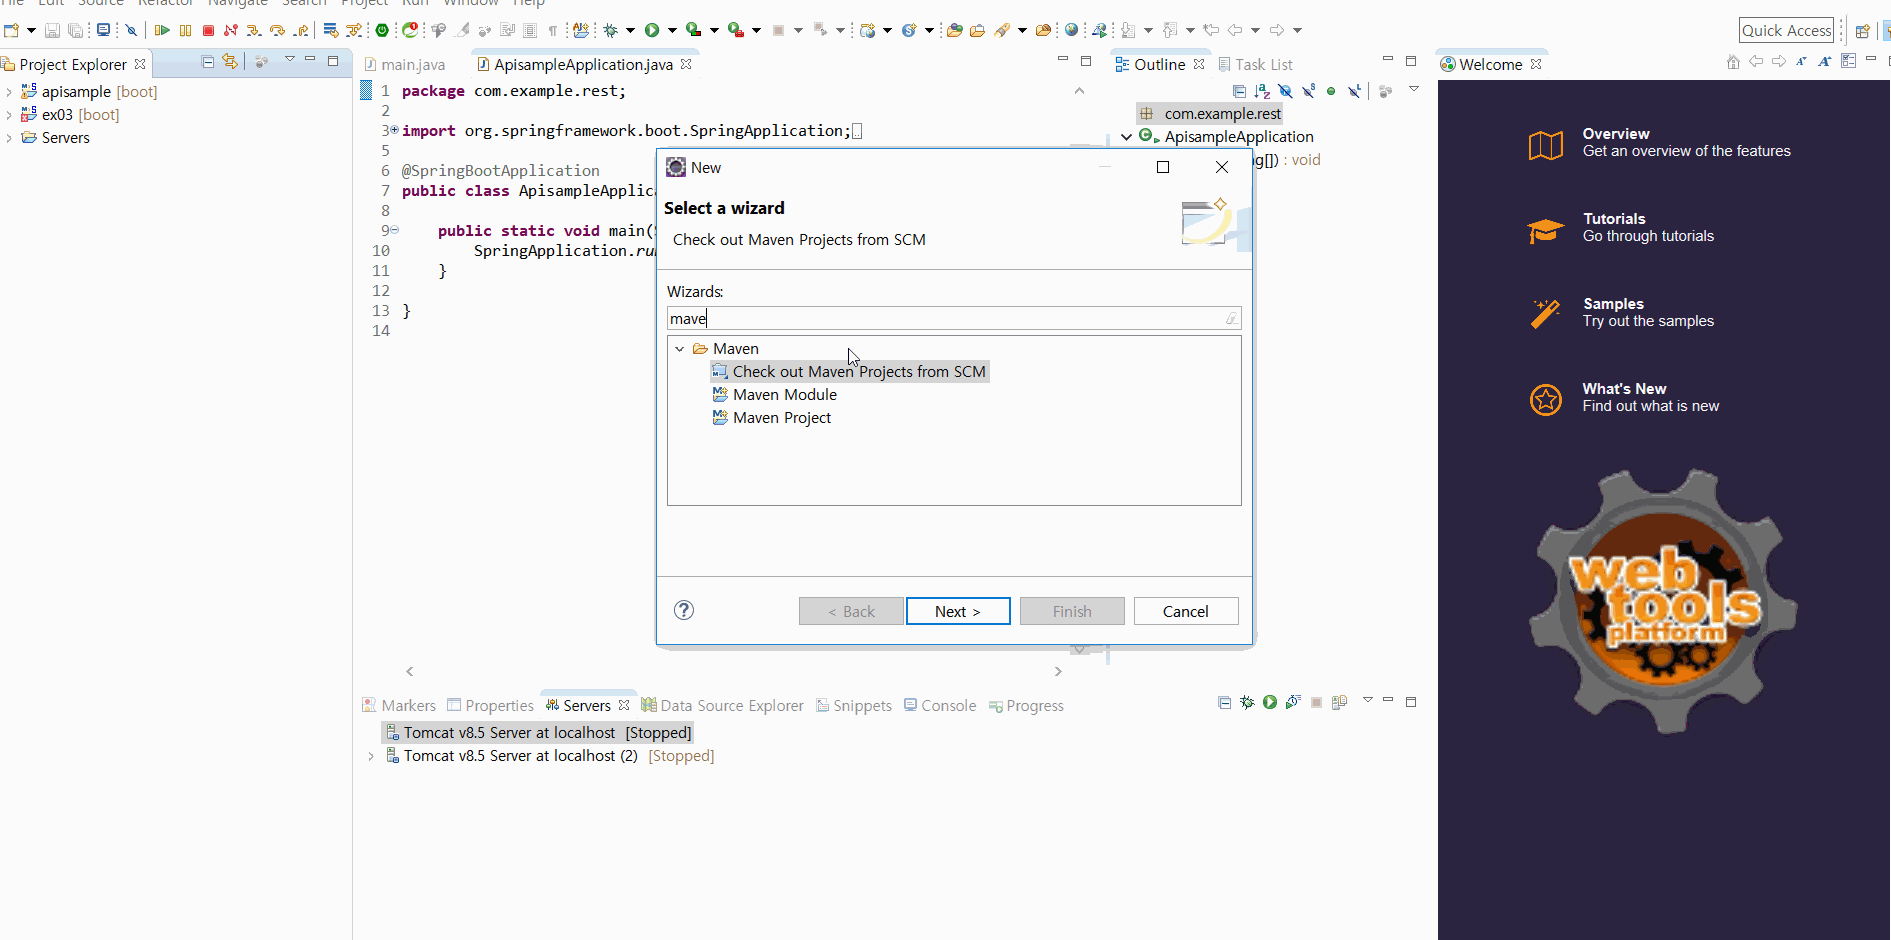 File Edit Source Refactor Navigate Search Project Run Window Help
Quick Access
Project Explorer
apisample [boot]
ex03 [boot]
Servers
main.java
ApisampleApplication.java
1 package com.example.rest;
2
3 import org.springframework.boot.SpringApplication;
5
6 @SpringBootApplication
7 public class ApisampleApplica
8
9 public static void main(
10 SpringApplication.ru
11 }
12
13 }
14
Outline
Task List
com.example.rest
ApisampleApplication
g[]) : void
New
Select a wizard
Check out Maven Projects from SCM
Wizards:
mave
Maven
Check out Maven Projects from SCM
Maven Module
Maven Project
< Back
Next >
Finish
Cancel
Markers
Properties
Servers
Data Source Explorer
Snippets
Console
Progress
Tomcat v8.5 Server at localhost [Stopped]
Tomcat v8.5 Server at localhost (2) [Stopped]
Welcome
Overview
Get an overview of the features
Tutorials
Go through tutorials
Samples
Try out the samples
What's New
Find out what is new
web
tools
platform